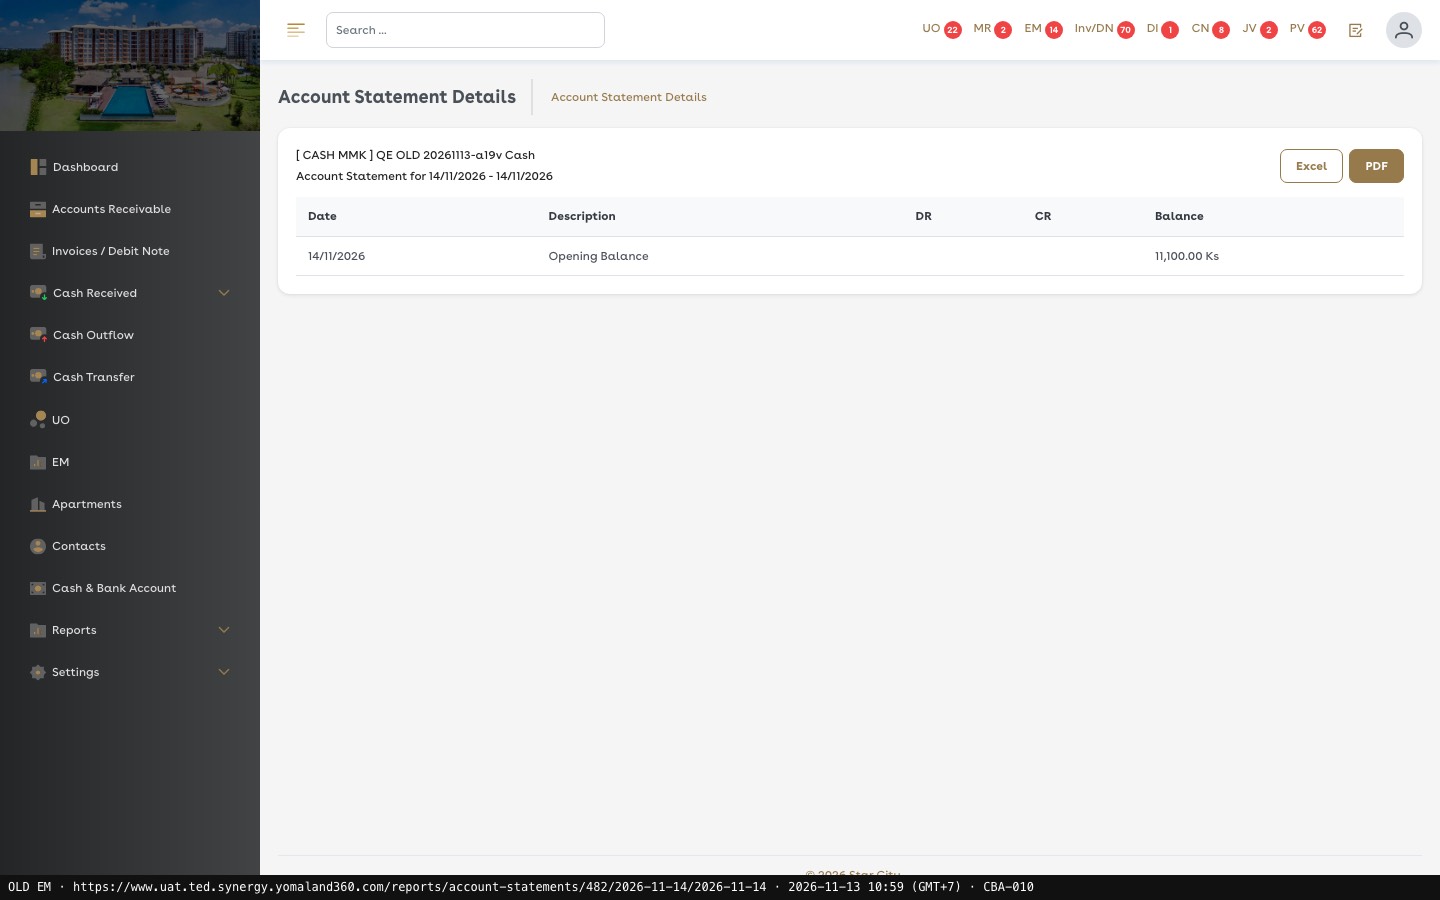 Search ...
UO 22 MR 2 EM 14 Inv/DN 70 DI 1 CN 8 JV 2 PV 62
Dashboard
Accounts Receivable
Invoices / Debit Note
Cash Received
Cash Outflow
Cash Transfer
UO
EM
Apartments
Contacts
Cash & Bank Account
Reports
Settings
Account Statement Details
Account Statement Details
[ CASH MMK ] QE OLD 20261113-a19v Cash
Account Statement for 14/11/2026 - 14/11/2026
Excel PDF
Date Description DR CR Balance
14/11/2026 Opening Balance 11,100.00 Ks
© 2026 Star City
OLD EM · https://www.uat.ted.synergy.yomaland360.com/reports/account-statements/482/2026-11-14/2026-11-14 · 2026-11-13 10:59 (GMT+7) · CBA-010